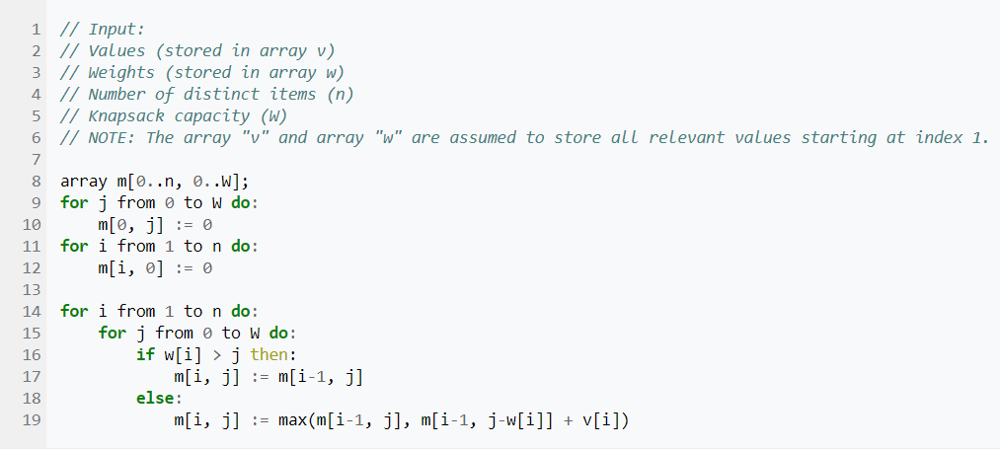 1 // Input:
2 // Values (stored in array v)
3 // Weights (stored in array w)
4 // Number of distinct items (n)
5 // Knapsack capacity (W)
6 // NOTE: The array "v" and array "w" are assumed to store all relevant values starting at index 1.
7
8 array m[0..n, 0..W];
9 for j from 0 to W do:
10     m[0, j] := 0
11 for i from 1 to n do:
12     m[i, 0] := 0
13
14 for i from 1 to n do:
15     for j from 0 to W do:
16         if w[i] > j then:
17             m[i, j] := m[i-1, j]
18         else:
19             m[i, j] := max(m[i-1, j], m[i-1, j-w[i]] + v[i])